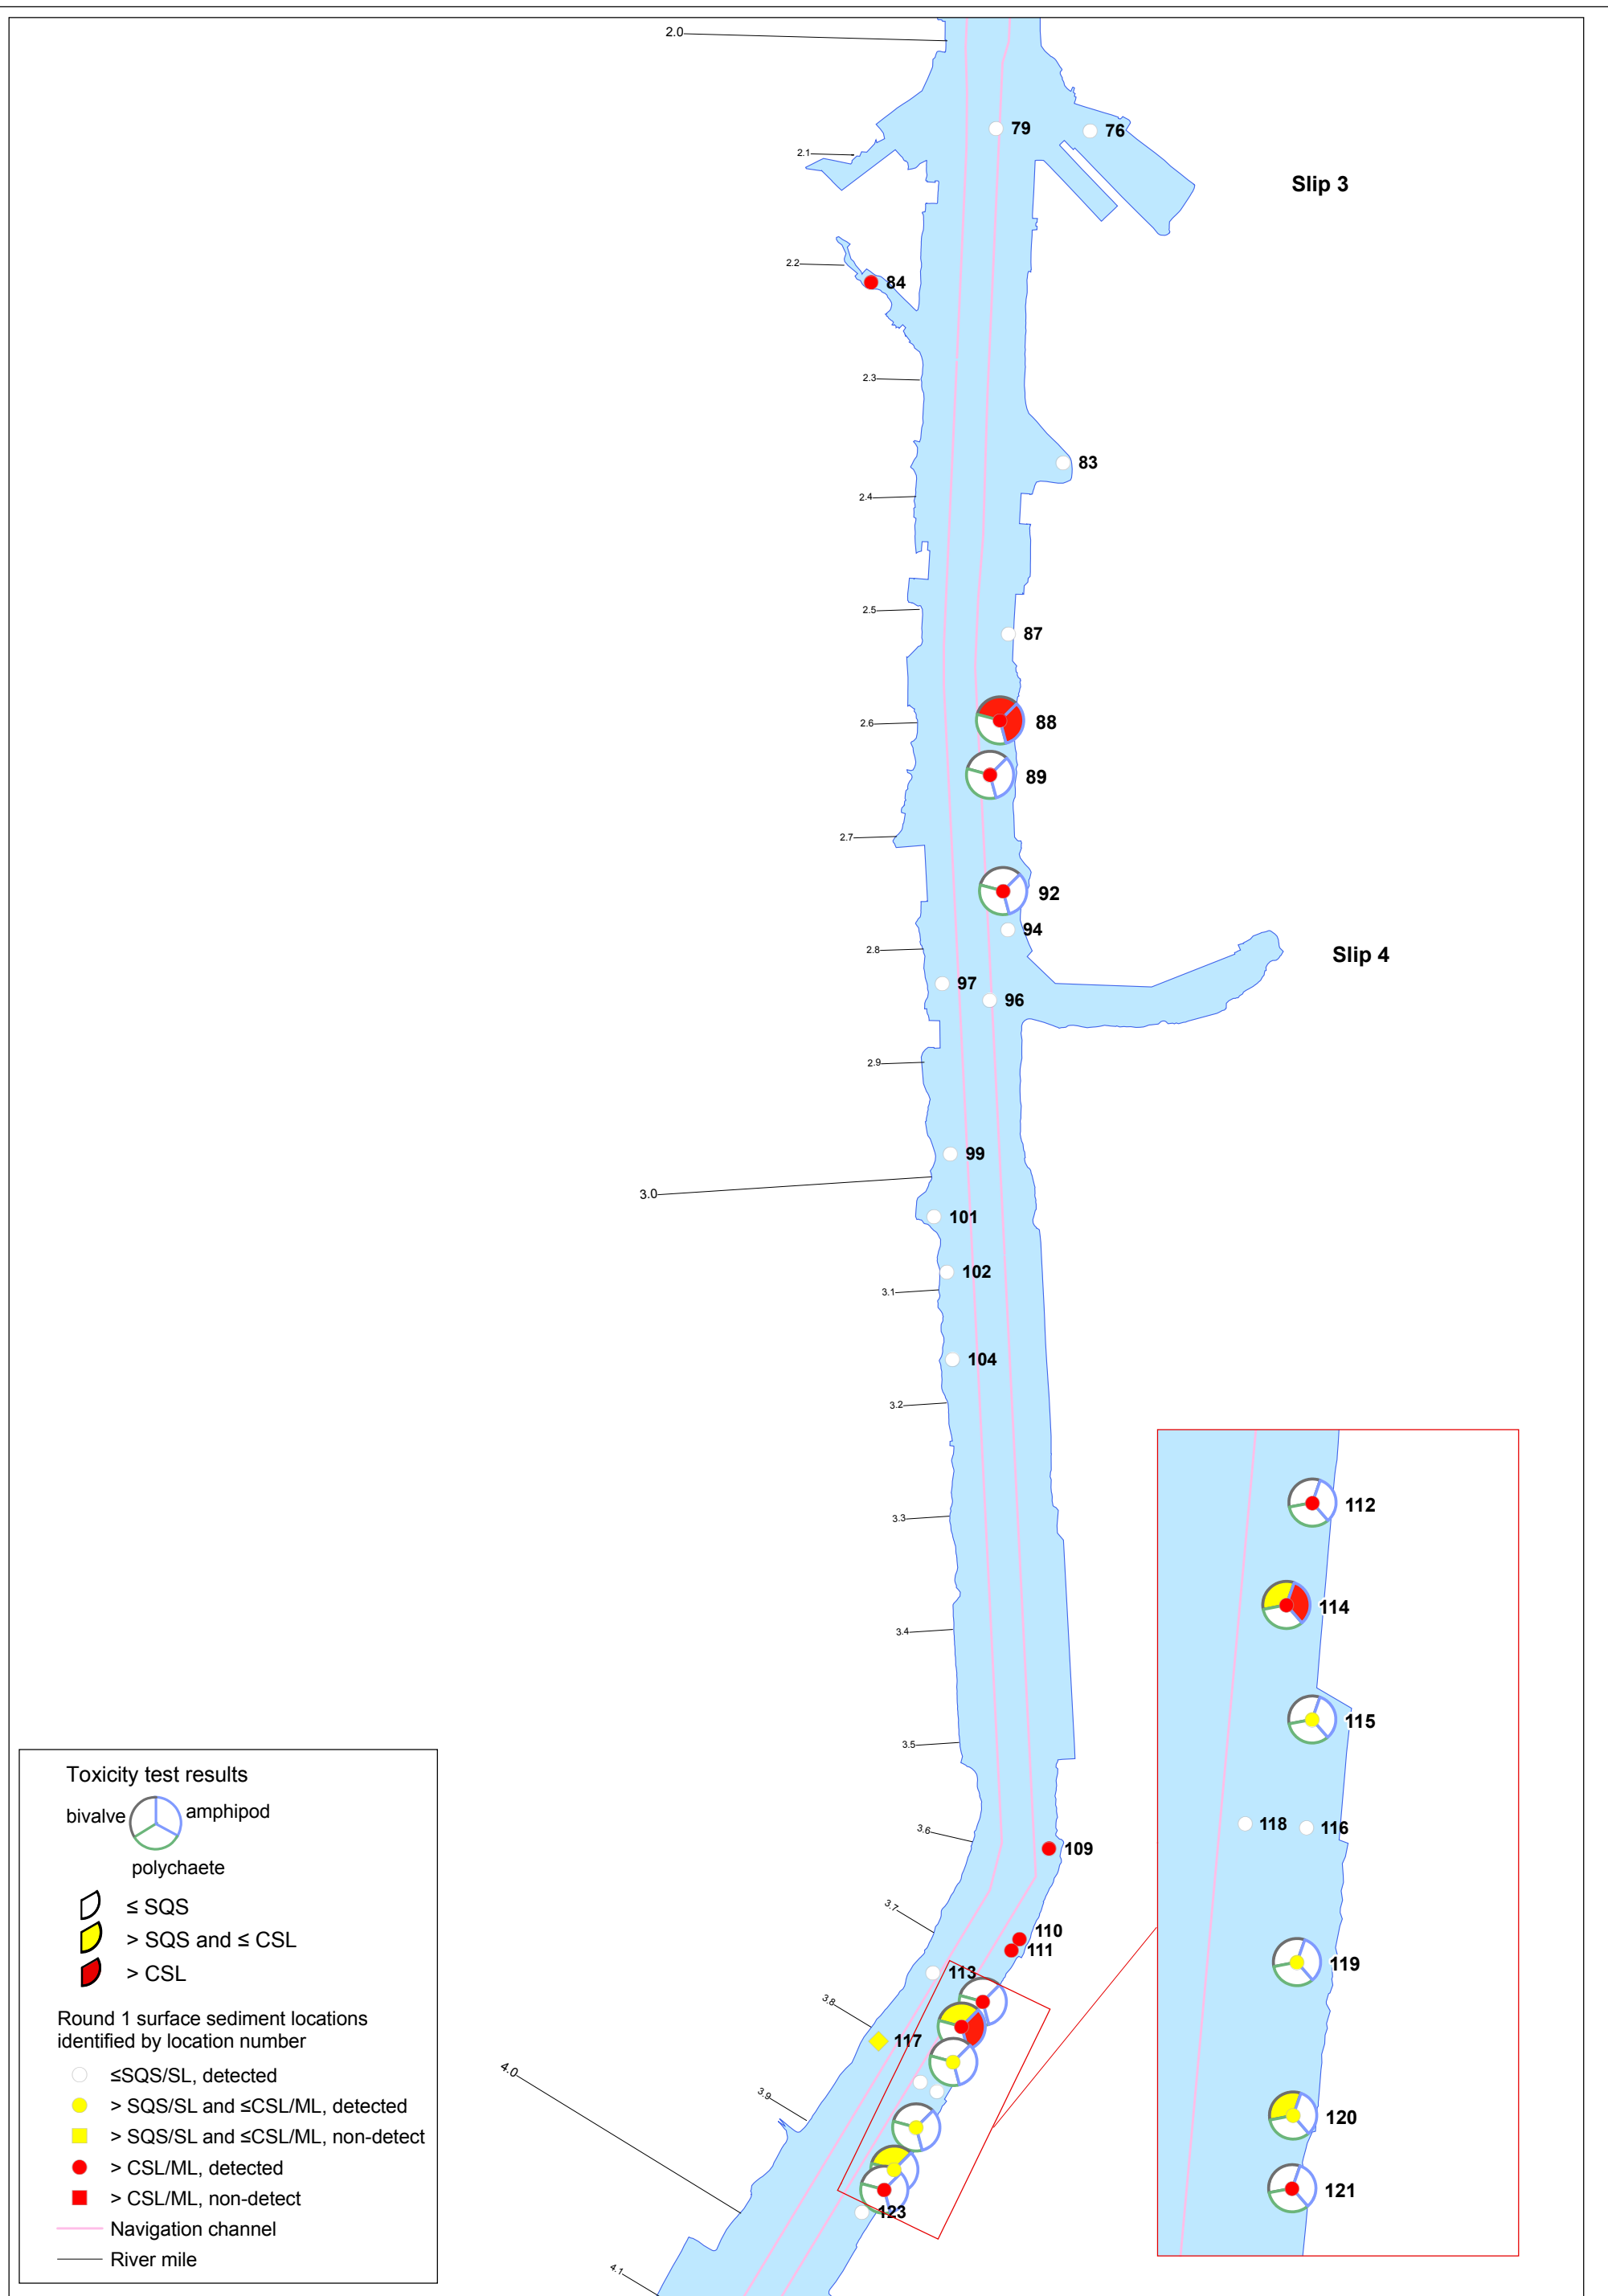 2.0
79
76
2.1
Slip 3
2.2
84
2.3
83
2.4
2.5
87
2.6
88
89
2.7
92
94
2.8
Slip 4
97
96
2.9
99
3.0
101
102
3.1
104
3.2
3.3
3.4
3.5
3.6
109
3.7
110
111
113
3.8
117
3.9
4.0
123
4.1
112
114
115
118
116
119
120
121
Toxicity test results
bivalve
amphipod
polychaete
≤ SQS
> SQS and ≤ CSL
> CSL
Round 1 surface sediment locations
identified by location number
≤SQS/SL, detected
> SQS/SL and ≤CSL/ML, detected
> SQS/SL and ≤CSL/ML, non-detect
> CSL/ML, detected
> CSL/ML, non-detect
Navigation channel
River mile